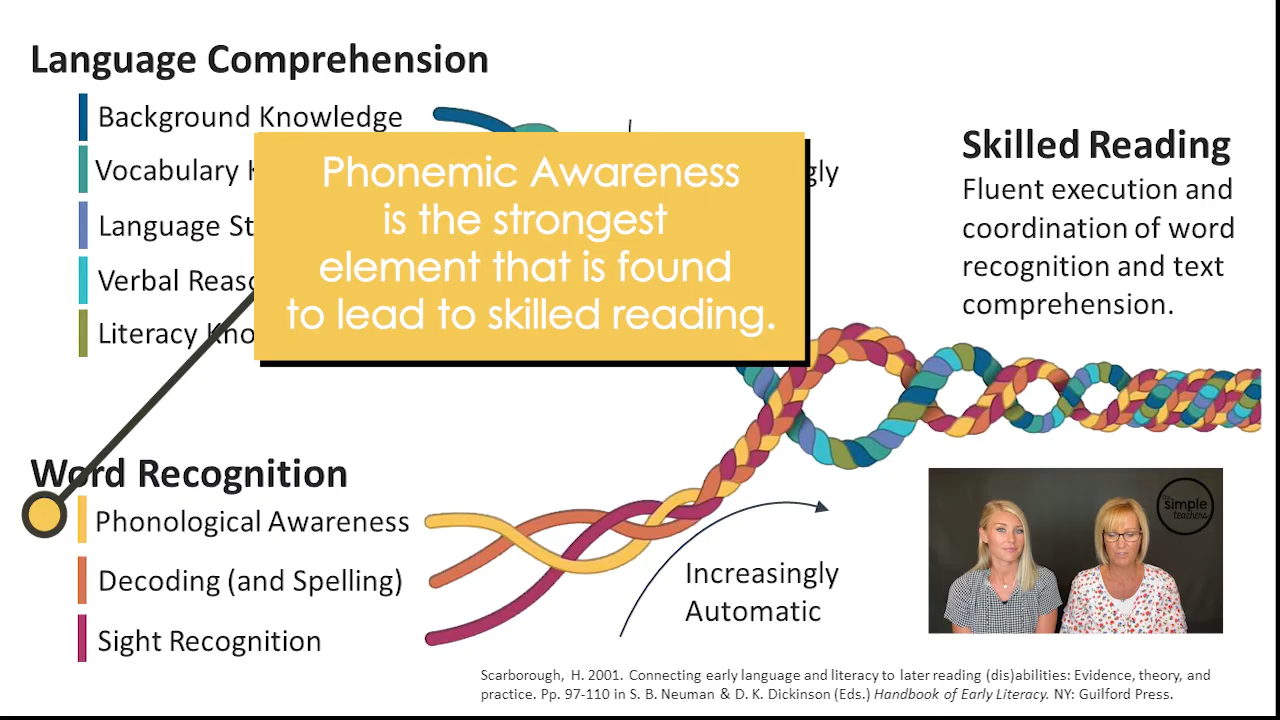 Language Comprehension
Background Knowledge
Vocabulary
Language
Verbal
Literacy
Phonemic Awareness
is the strongest
element that is found
to lead to skilled reading.
Skilled Reading
Fluent execution and
coordination of word
recognition and text
comprehension.
Word Recognition
Phonological Awareness
Decoding (and Spelling)
Sight Recognition
Increasingly
Automatic
simple
teachers
Scarborough, H. 2001. Connecting early language and literacy to later reading (dis)abilities: Evidence, theory, and
practice. Pp. 97-110 in S. B. Neuman & D. K. Dickinson (Eds.) Handbook of Early Literacy. NY: Guilford Press.